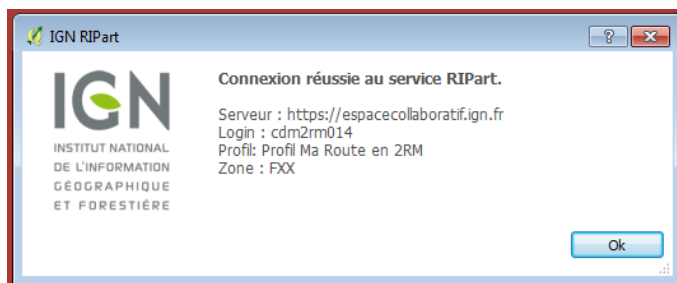 IGN RIPart
IGN
INSTITUT NATIONAL
DE L'INFORMATION
GÉOGRAPHIQUE
ET FORESTIÈRE
Connexion réussie au service RIPart.
Serveur : https://espacecollaboratif.ign.fr
Login : cdm2rm014
Profil: Profil Ma Route en 2RM
Zone : FXX
Ok